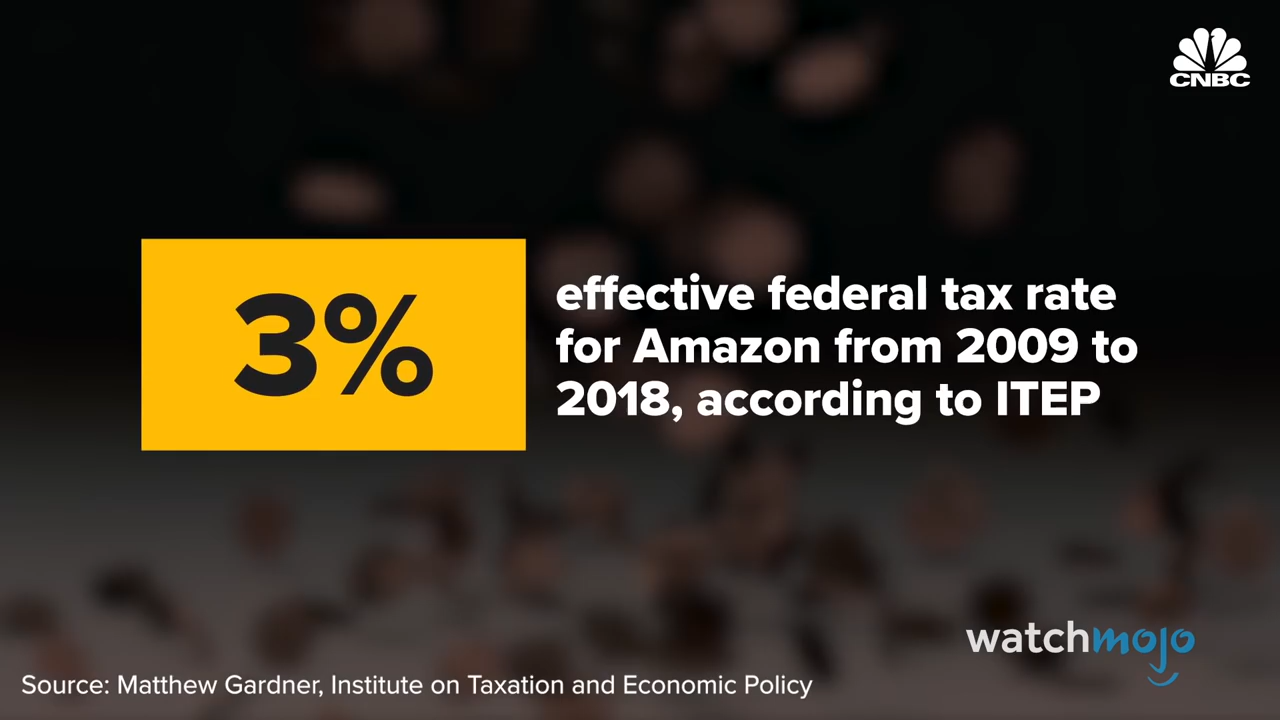 CNBC
3%
effective federal tax rate
for Amazon from 2009 to
2018, according to ITEP
watchmojo
Source: Matthew Gardner, Institute on Taxation and Economic Policy